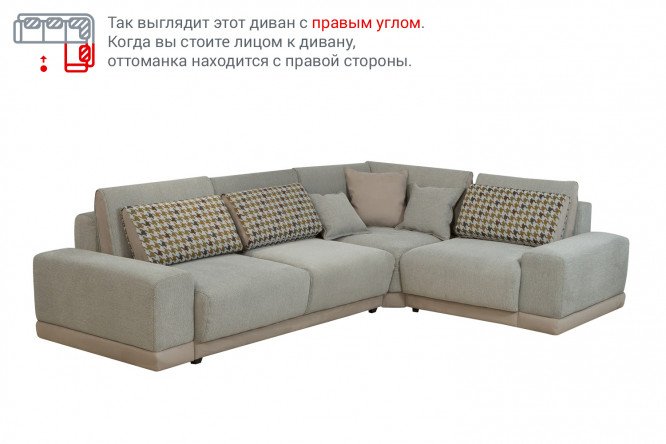 Так выглядит этот диван с правым углом.
Когда вы стоите лицом к дивану,
оттоманка находится с правой стороны.